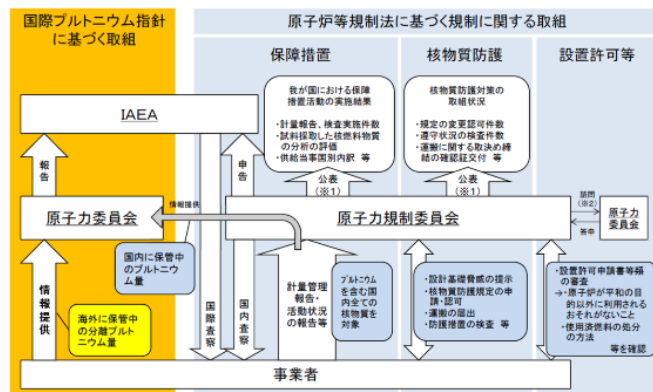 国際プルトニウム指針
に基づく取組
原子炉等規制法に基づく規制に関する取組
保障措置
核物質防護
設置許可等
IAEA
我が国における保障
措置活動の実施結果
・計量報告、検査実施件数
・試料採取した核燃料物質
の分析の評価
・供給当事国別内訳 等
核物質防護対策の
取組状況
・規定の変更認可件数
・遵守状況の検査件数
・運搬に関する取決め締
結の確認証交付 等
報告
申告
公表
(※1)
公表
(※1)
原子力委員会
情報提供
原子力規制委員会
諮問
(※2)
答申
原子力
委員会
国内に保管中
のプルトニウ
ム量
情報提供
海外に保管中
の分離プルト
ニウム量
国際査察
国内査察
計量管理
報告・活
動状況の
報告等
プルトニウム
を含む国
内全ての
核物質を
対象
・設計基礎脅威の提示
・核物質防護規定の申
請・認可
・運搬の届出
・防護措置の検査 等
・設置許可申請書等類
の審査
→・原子炉が平和の目
的以外に利用される
おそれがないこと
・使用済燃料の処分
の方法
等を確認
事業者